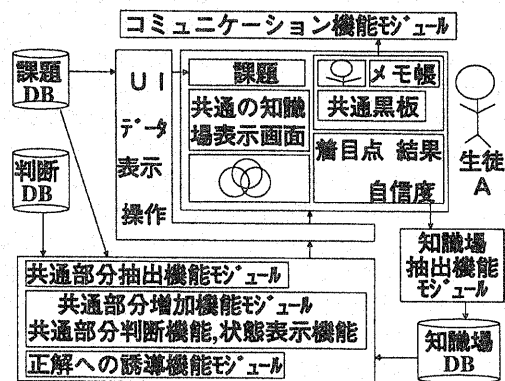 コミュニケーション機能モジュール
課題
DB
判断
DB
UI
データ
表示
操作
課題
共通の知識
場表示画面
メモ帳
共通黒板
着目点 結果
自信度
生徒
A
知識場
抽出機能
モジュール
知識場
DB
共通部分抽出機能モジュール
共通部分増加機能モジュール
共通部分判断機能,状態表示機能
正解への誘導機能モジュール